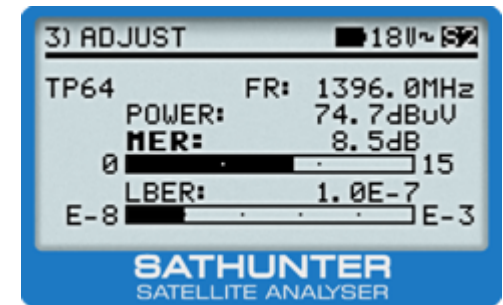 3) ADJUST 18V~ S2
TP64 FR: 1396.0MHz
POWER: 74.7dBuV
MER: 8.5dB
0 15
LBER: 1.0E-7
E-8 E-3
SATHUNTER
SATELLITE ANALYSER